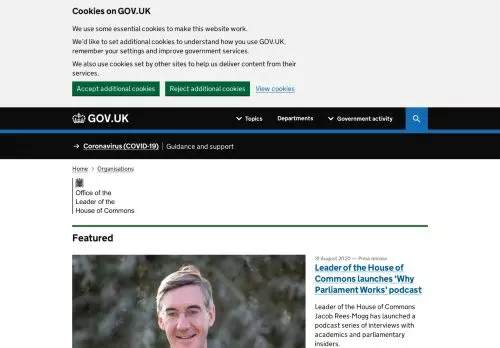 Cookies on GOV.UK
We use some essential cookies to make this website work.
We'd like to set additional cookies to understand how you use GOV.UK,
remember your settings and improve government services.
We also use cookies set by other sites to help us deliver content from their
services.
Accept additional cookies
Reject additional cookies
View cookies
GOV.UK
Topics
Departments
Government activity
Coronavirus (COVID-19)
Guidance and support
Home
Organisations
Office of the
Leader of the
House of Commons
Featured
31 August 2020 — Press release
Leader of the House of
Commons launches 'Why
Parliament Works' podcast
Leader of the House of Commons
Jacob Rees-Mogg has launched a
podcast series of interviews with
academics and parliamentary
insiders.